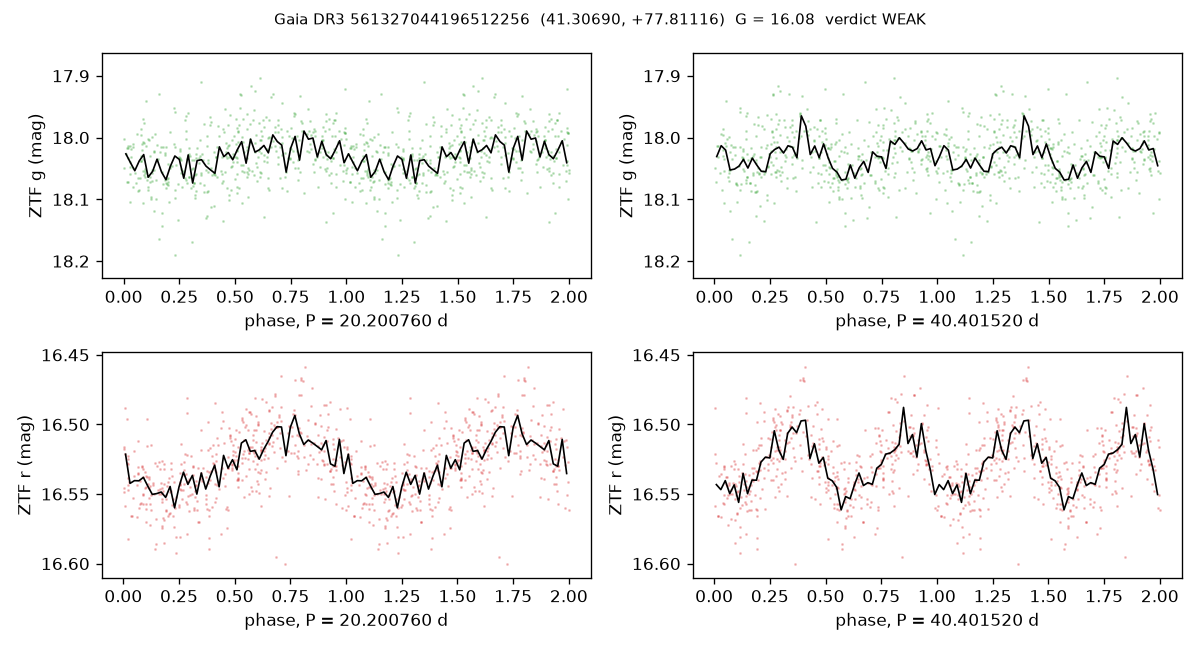 Gaia DR3 561327044196512256 (41.30690, +77.81116) G = 16.08 verdict WEAK
ZTF g (mag)
17.9
18.0
18.1
18.2
0.00 0.25 0.50 0.75 1.00 1.25 1.50 1.75 2.00
phase, P = 20.200760 d
ZTF g (mag)
17.9
18.0
18.1
18.2
0.00 0.25 0.50 0.75 1.00 1.25 1.50 1.75 2.00
phase, P = 40.401520 d
ZTF r (mag)
16.45
16.50
16.55
16.60
0.00 0.25 0.50 0.75 1.00 1.25 1.50 1.75 2.00
phase, P = 20.200760 d
ZTF r (mag)
16.45
16.50
16.55
16.60
0.00 0.25 0.50 0.75 1.00 1.25 1.50 1.75 2.00
phase, P = 40.401520 d